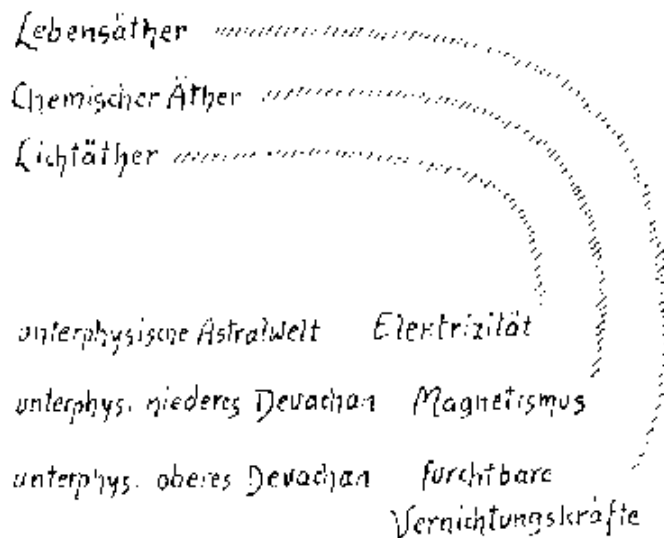 Lebensäther
Chemischer Äther
Lichtäther
unterphysische Astralwelt Elektrizität
unterphys. niederes Devachan Magnetismus
unterphys. oberes Devachan furchtbare
Vernichtungskräfte